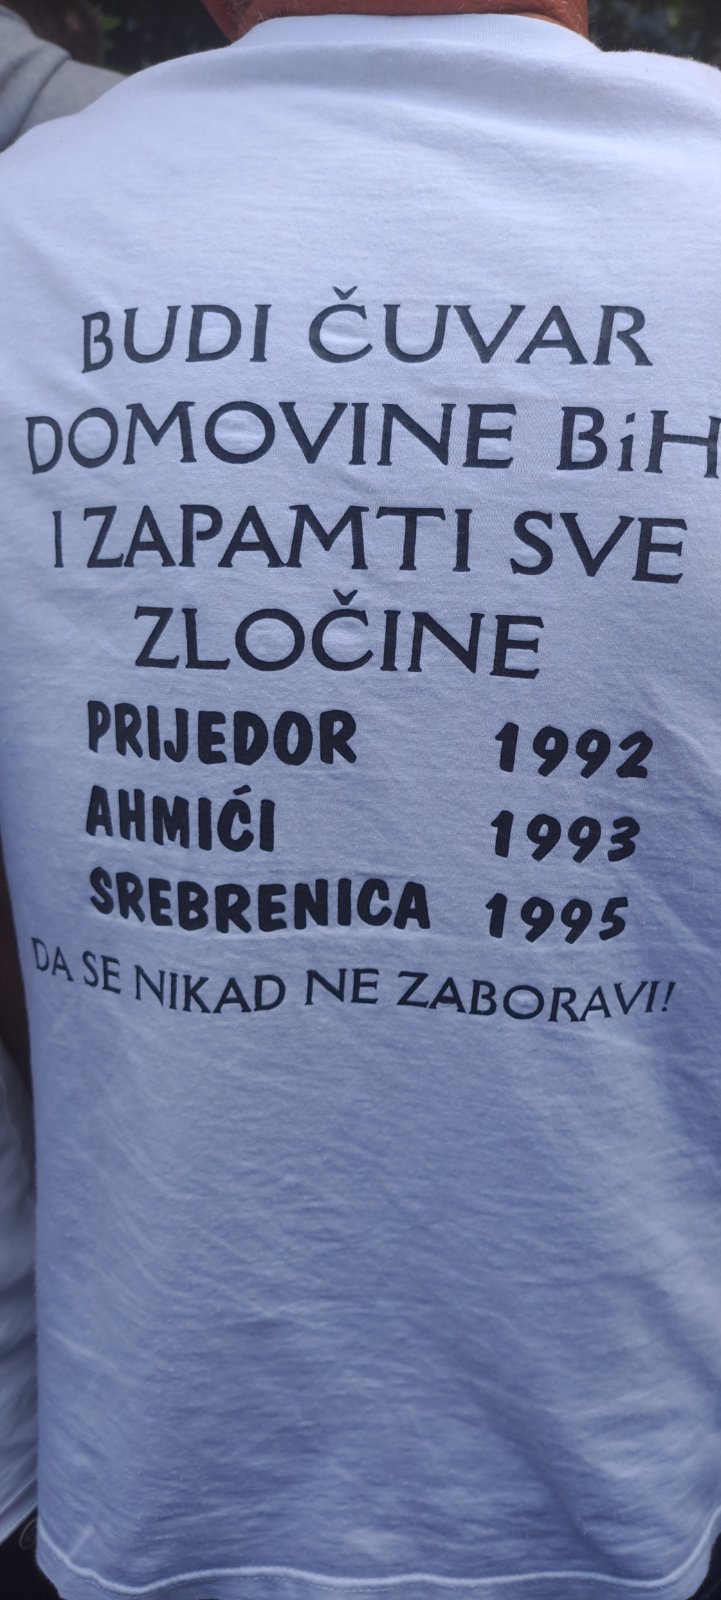 BUDI ČUVAR
DOMOVINE BiH
I ZAPAMTI SVE
ZLOČINE
PRIJEDOR 1992
AHMIĆI 1993
SREBRENICA 1995
DA SE NIKAD NE ZABORAVI!